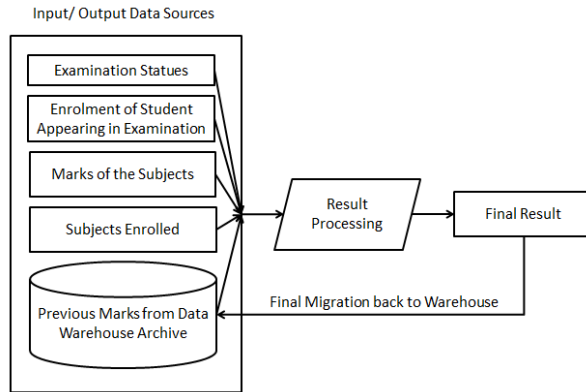 Input/ Output Data Sources
Examination Statues
Enrolment of Student
Appearing in Examination
Marks of the Subjects
Subjects Enrolled
Previous Marks from Data
Warehouse Archive
Result
Processing
Final Result
Final Migration back to Warehouse